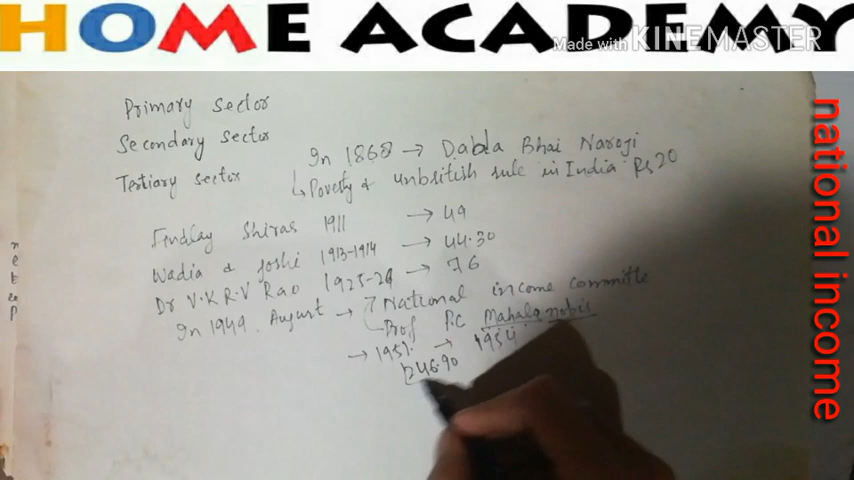 HOME ACADEMY
Made with KINEMASTER
national income
Primary Sector
Secondary Sector
Tertiary Sector
In 1868 → Dabda Bhai Naroji
↳ Poverty & unbritish rule in India Rs 20
Findlay Shiras 1911 → 49
Wadia & Joshi 1913-1914 → 44.30
Dr V.K.R.V Rao 1925-29 → 76
In 1949 August → National income committe
Prof P.C Mahalanobis
→ 1951 → 1954
246.90